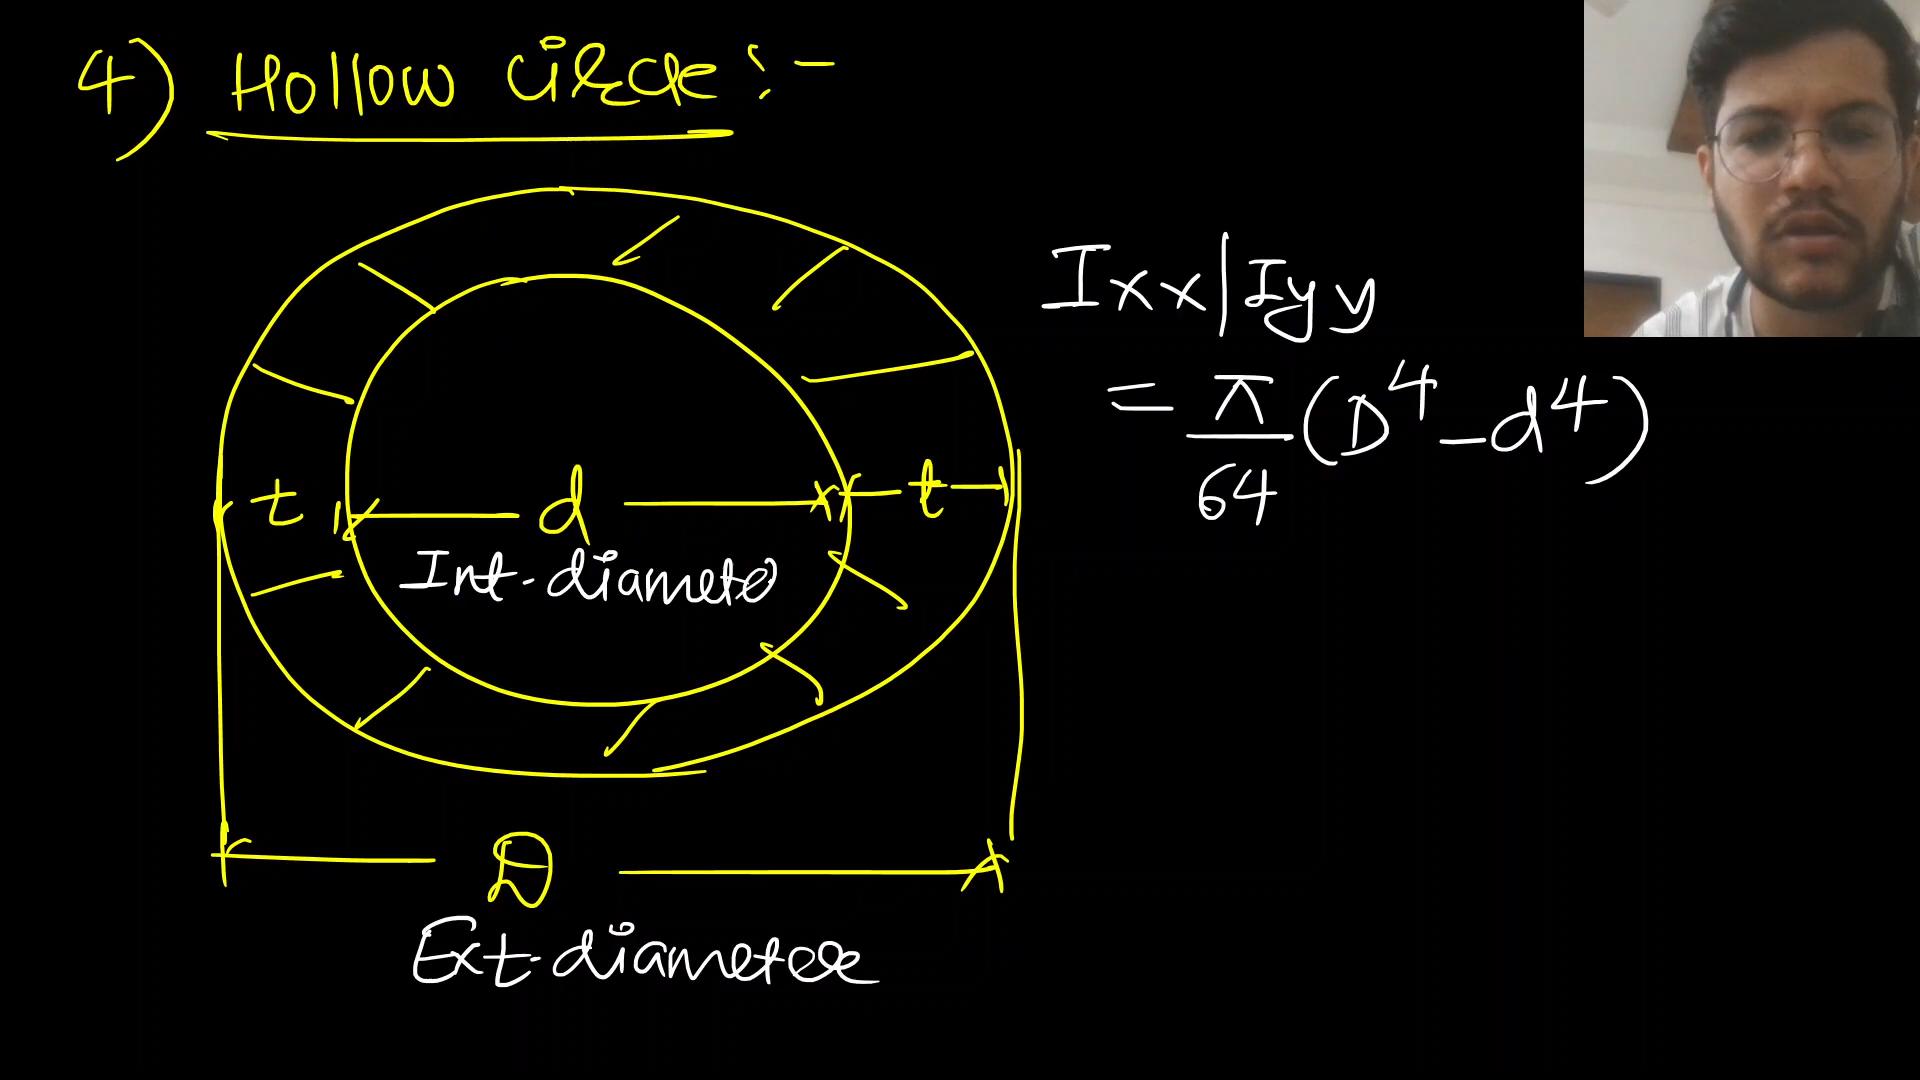 4) Hollow Circle :-
Ixx | Iyy
= π/64 (D⁴ - d⁴)
t d t
Int-diameter
D
Ext-diameter